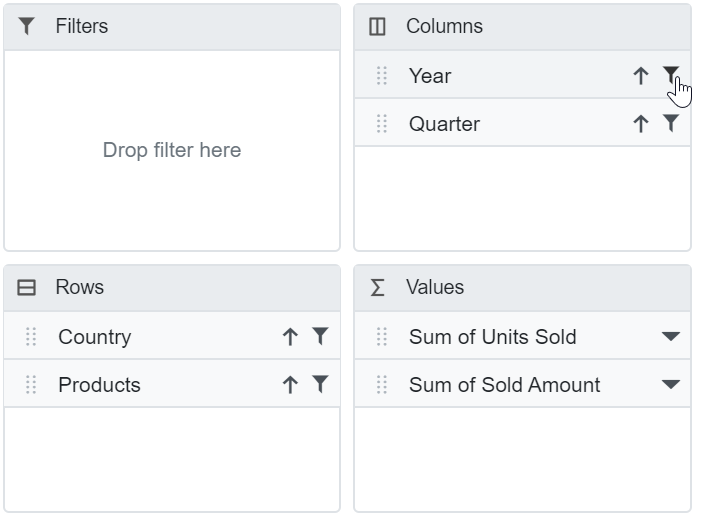 Filters
Drop filter here
Columns
Year
Quarter
Rows
Country
Products
Values
Sum of Units Sold
Sum of Sold Amount